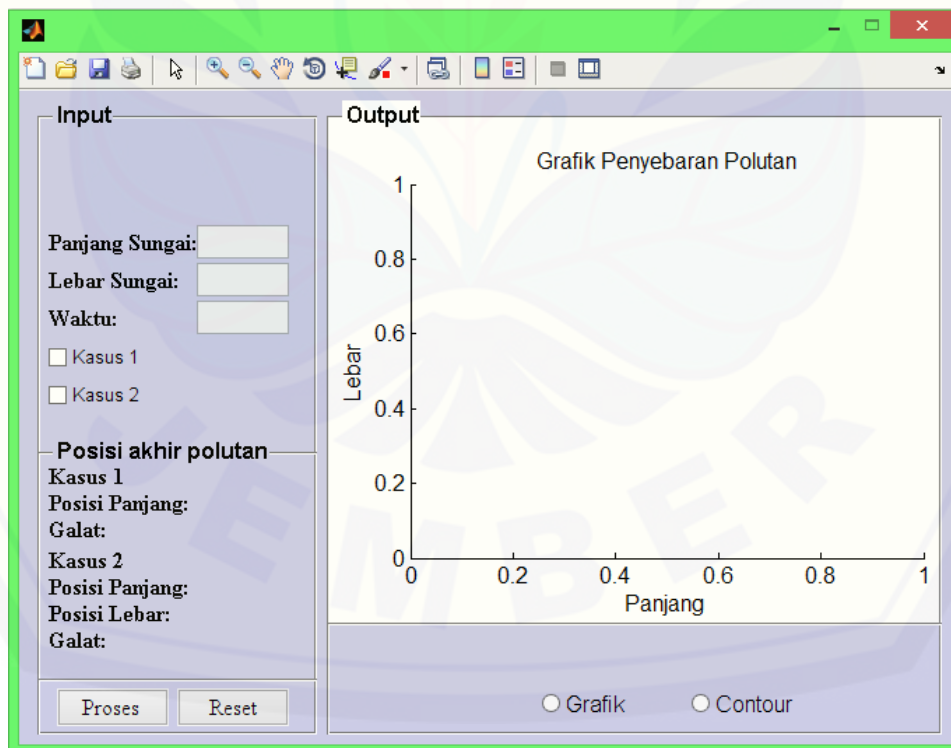 Input
Panjang Sungai:
Lebar Sungai:
Waktu:
Kasus 1
Kasus 2
Posisi akhir polutan
Kasus 1
Posisi Panjang:
Galat:
Kasus 2
Posisi Panjang:
Posisi Lebar:
Galat:
Proses
Reset
Output
Grafik Penyebaran Polutan
1
0.8
0.6
0.4
0.2
0
Lebar
0
0.2
0.4
0.6
0.8
1
Panjang
Grafik
Contour
JEMBER